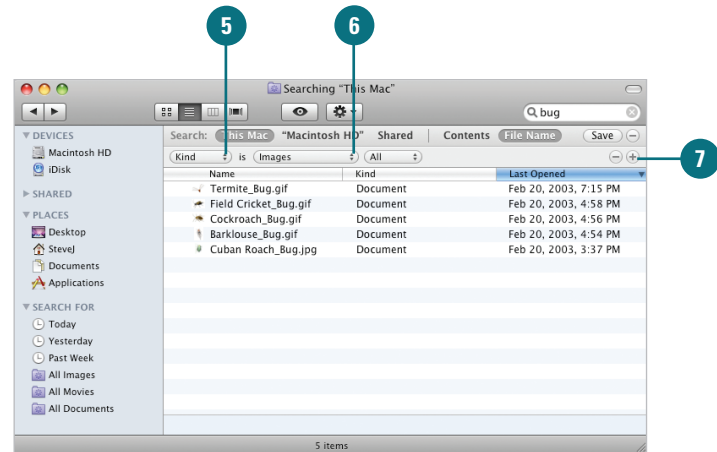 5 6
Searching "This Mac"
bug
DEVICES
Macintosh HD
iDisk
SHARED
PLACES
Desktop
SteveJ
Documents
Applications
SEARCH FOR
Today
Yesterday
Past Week
All Images
All Movies
All Documents
Search: This Mac "Macintosh HD" Shared Contents File Name Save
Kind is Images All
7
Name Kind Last Opened
Termite_Bug.gif Document Feb 20, 2003, 7:15 PM
Field Cricket_Bug.gif Document Feb 20, 2003, 4:58 PM
Cockroach_Bug.gif Document Feb 20, 2003, 4:56 PM
Barklouse_Bug.gif Document Feb 20, 2003, 4:54 PM
Cuban Roach_Bug.jpg Document Feb 20, 2003, 3:37 PM
5 items